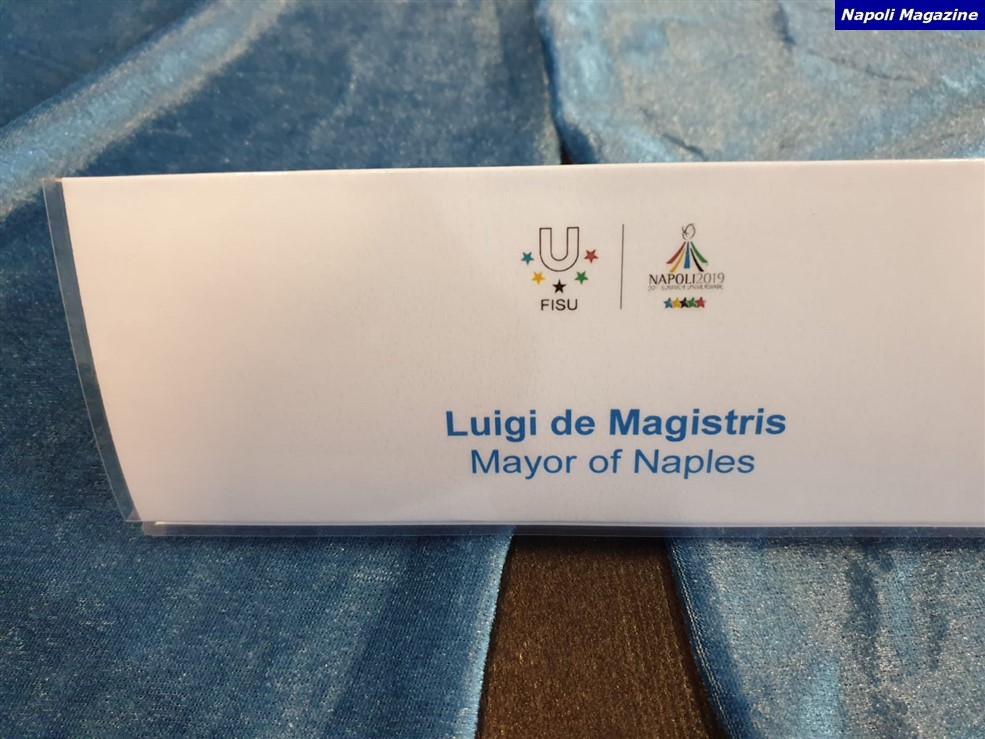 Napoli Magazine
U
FISU
NAPOLI2019
Luigi de Magistris
Mayor of Naples